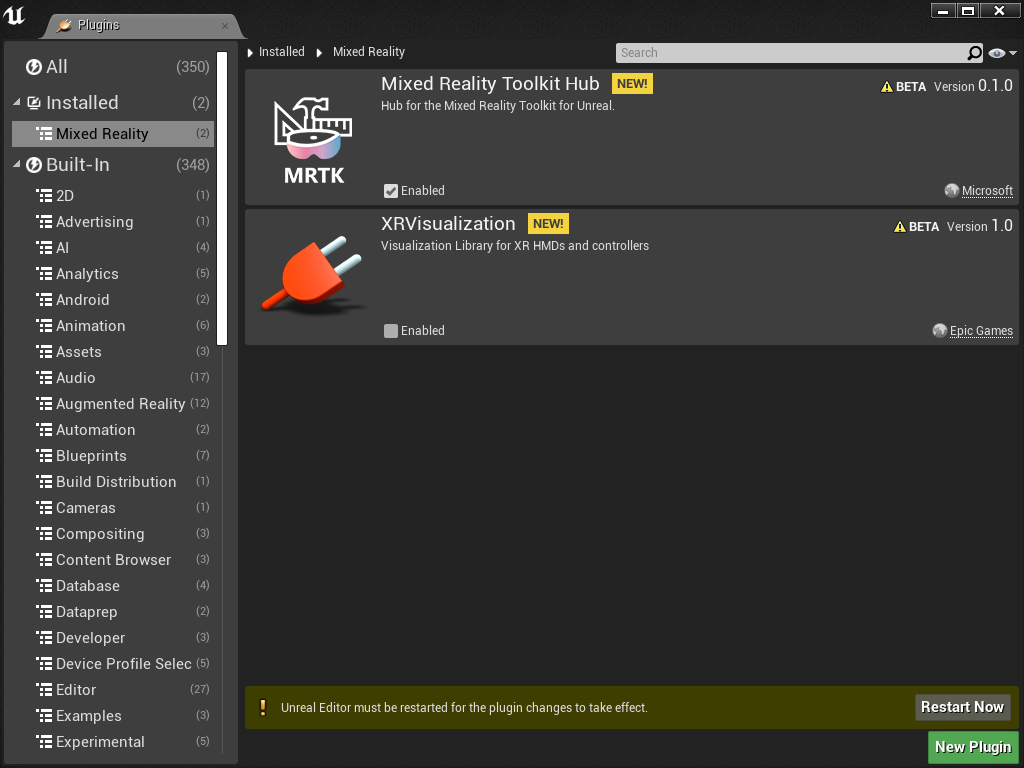 Plugins
All (350)
Installed (2)
Mixed Reality (2)
Built-In (348)
2D (1)
Advertising (1)
AI (4)
Analytics (5)
Android (2)
Animation (6)
Assets (3)
Audio (17)
Augmented Reality (12)
Automation (2)
Blueprints (7)
Build Distribution (1)
Cameras (1)
Compositing (3)
Content Browser (3)
Database (4)
Dataprep (2)
Developer (3)
Device Profile Selec (5)
Editor (27)
Examples (3)
Experimental (5)
Installed Mixed Reality
Search
Mixed Reality Toolkit Hub NEW! BETA Version 0.1.0
Hub for the Mixed Reality Toolkit for Unreal.
MRTK
Enabled Microsoft
XRVisualization NEW! BETA Version 1.0
Visualization Library for XR HMDs and controllers
Enabled Epic Games
Unreal Editor must be restarted for the plugin changes to take effect. Restart Now
New Plugin